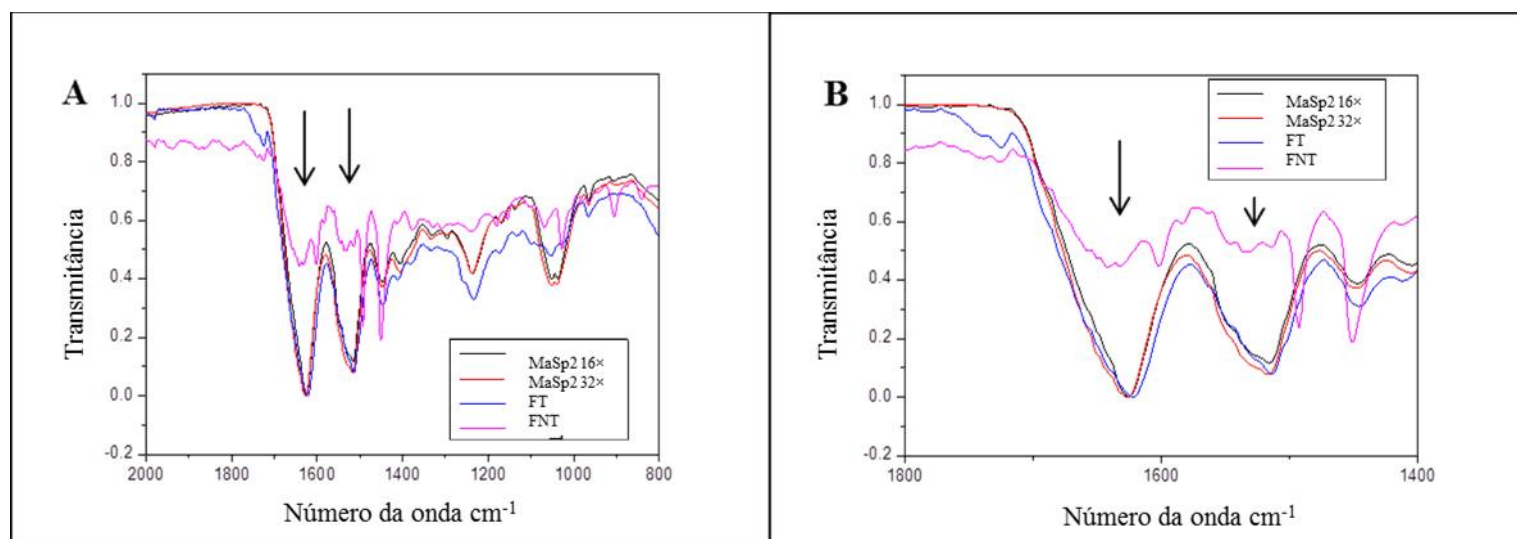 A
Transmitância
1.0
0.8
0.6
0.4
0.2
0.0
-0.2
MaSp2 16×
MaSp2 32×
FT
FNT
2000 1800 1600 1400 1200 1000 800
Número da onda cm-1
B
Transmitância
1.0
0.8
0.6
0.4
0.2
0.0
-0.2
MaSp2 16×
MaSp2 32×
FT
FNT
1800 1600 1400
Número da onda cm-1